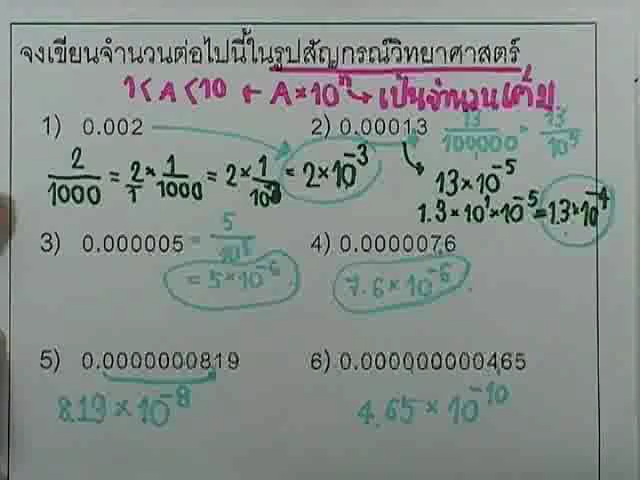 จงเขียนจำนวนต่อไปนี้ในรูปสัญกรณ์วิทยาศาสตร์
1 < A < 10 ← A × 10ⁿ → เป็นจำนวนเต็ม
1) 0.002
2/1000 = 2/1 × 1/1000 = 2 × 1/10³ = 2 × 10⁻³
2) 0.00013 13/100000 = 13/10⁵
13 × 10⁻⁵
1.3 × 10¹ × 10⁻⁵ = 1.3 × 10⁻⁴
3) 0.000005 = 5/10⁶
= 5 × 10⁻⁶
4) 0.0000076
7.6 × 10⁻⁶
5) 0.0000000819
8.19 × 10⁻⁸
6) 0.000000000465
4.65 × 10⁻¹⁰